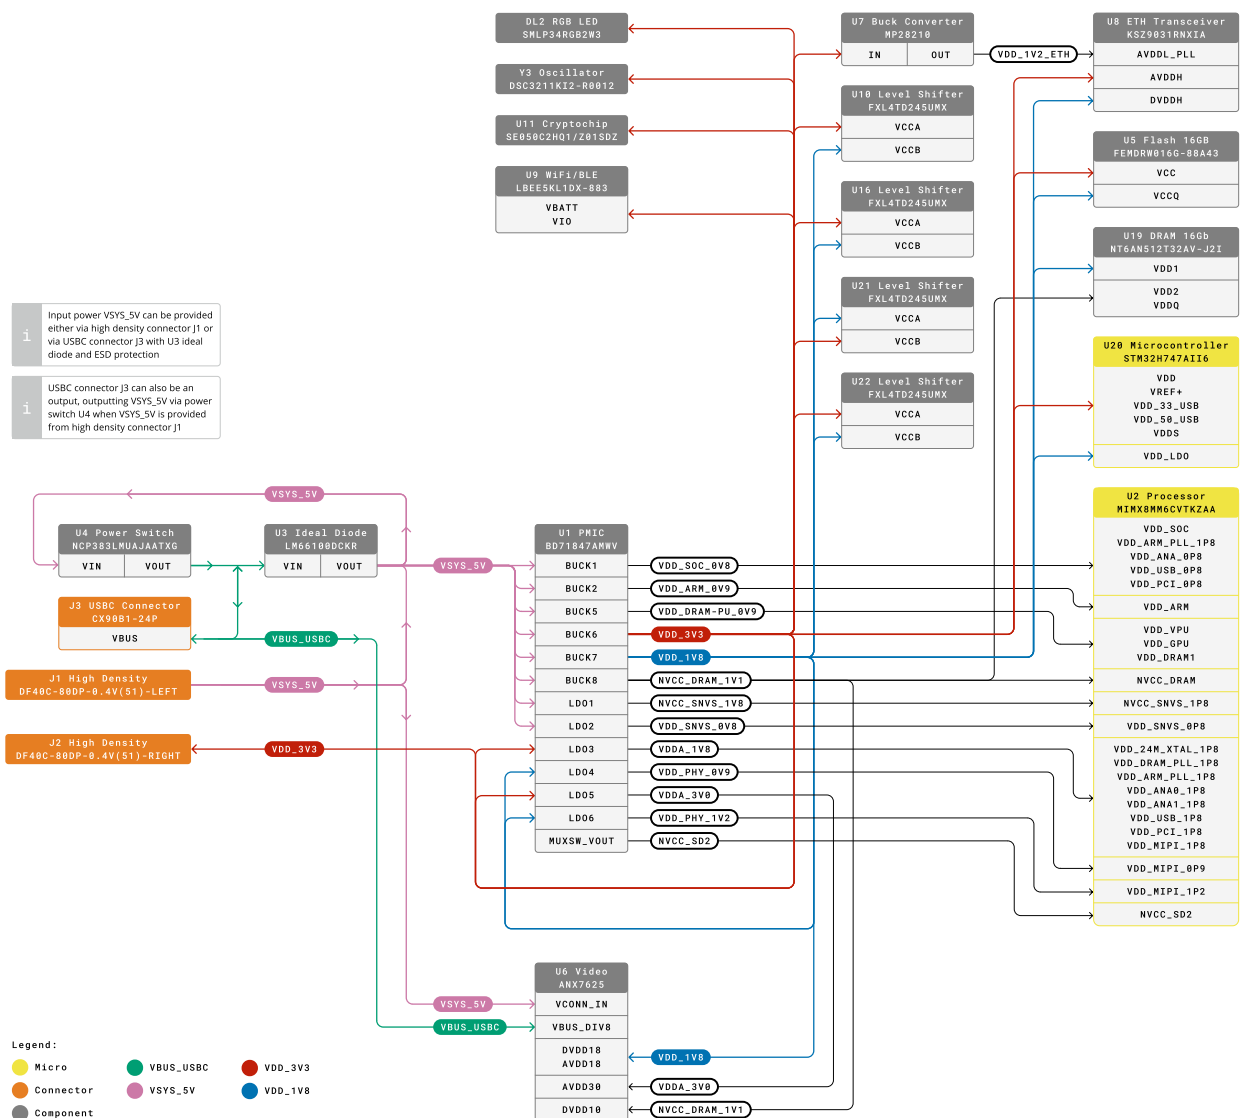 DL2 RGB LED
SMLP34RGB2W3
Y3 Oscillator
DSC3211KI2-R0012
U11 Cryptochip
SE050C2HQ1/Z01SDZ
U9 WiFi/BLE
LBEE5KL1DX-883
VBATT
VIO
U7 Buck Converter
MP28210
IN
OUT
VDD_1V2_ETH
U10 Level Shifter
FXL4TD245UMX
VCCA
VCCB
U16 Level Shifter
FXL4TD245UMX
VCCA
VCCB
U21 Level Shifter
FXL4TD245UMX
VCCA
VCCB
U22 Level Shifter
FXL4TD245UMX
VCCA
VCCB
U8 ETH Transceiver
KSZ9031RNXIA
AVDDL_PLL
AVDDH
DVDDH
U5 Flash 16GB
FEMDRW016G-88A43
VCC
VCCQ
U19 DRAM 16Gb
NT6AN512T32AV-J2I
VDD1
VDD2
VDDQ
U20 Microcontroller
STM32H747AII6
VDD
VREF+
VDD_33_USB
VDD_50_USB
VDDS
VDD_LDO
i
Input power VSYS_5V can be provided
either via high density connector J1 or
via USBC connector J3 with U3 ideal
diode and ESD protection
i
USBC connector J3 can also be an
output, outputting VSYS_5V via power
switch U4 when VSYS_5V is provided
from high density connector J1
VSYS_5V
U4 Power Switch
NCP383LMUAJAATXG
VIN
VOUT
U3 Ideal Diode
LM66100DCKR
VIN
VOUT
VSYS_5V
J3 USBC Connector
CX90B1-24P
VBUS
VBUS_USBC
J1 High Density
DF40C-80DP-0.4V(51)-LEFT
VSYS_5V
J2 High Density
DF40C-80DP-0.4V(51)-RIGHT
VDD_3V3
U1 PMIC
BD71847AMWV
BUCK1
BUCK2
BUCK5
BUCK6
BUCK7
BUCK8
LDO1
LDO2
LDO3
LDO4
LDO5
LDO6
MUXSW_VOUT
VDD_SOC_0V8
VDD_ARM_0V9
VDD_DRAM-PU_0V9
VDD_3V3
VDD_1V8
NVCC_DRAM_1V1
NVCC_SNVS_1V8
VDD_SNVS_0V8
VDDA_1V8
VDD_PHY_0V9
VDDA_3V0
VDD_PHY_1V2
NVCC_SD2
U2 Processor
MIMX8MM6CVTKZAA
VDD_SOC
VDD_ARM_PLL_1P8
VDD_ANA_0P8
VDD_USB_0P8
VDD_PCI_0P8
VDD_ARM
VDD_VPU
VDD_GPU
VDD_DRAM1
NVCC_DRAM
NVCC_SNVS_1P8
VDD_SNVS_0P8
VDD_24M_XTAL_1P8
VDD_DRAM_PLL_1P8
VDD_ARM_PLL_1P8
VDD_ANA0_1P8
VDD_ANA1_1P8
VDD_USB_1P8
VDD_PCI_1P8
VDD_MIPI_1P8
VDD_MIPI_0P9
VDD_MIPI_1P2
NVCC_SD2
U6 Video
ANX7625
VCONN_IN
VBUS_DIV8
DVDD18
AVDD18
AVDD30
DVDD10
VSYS_5V
VBUS_USBC
VDD_1V8
VDDA_3V0
NVCC_DRAM_1V1
Legend:
Micro
VBUS_USBC
VDD_3V3
Connector
VSYS_5V
VDD_1V8
Component